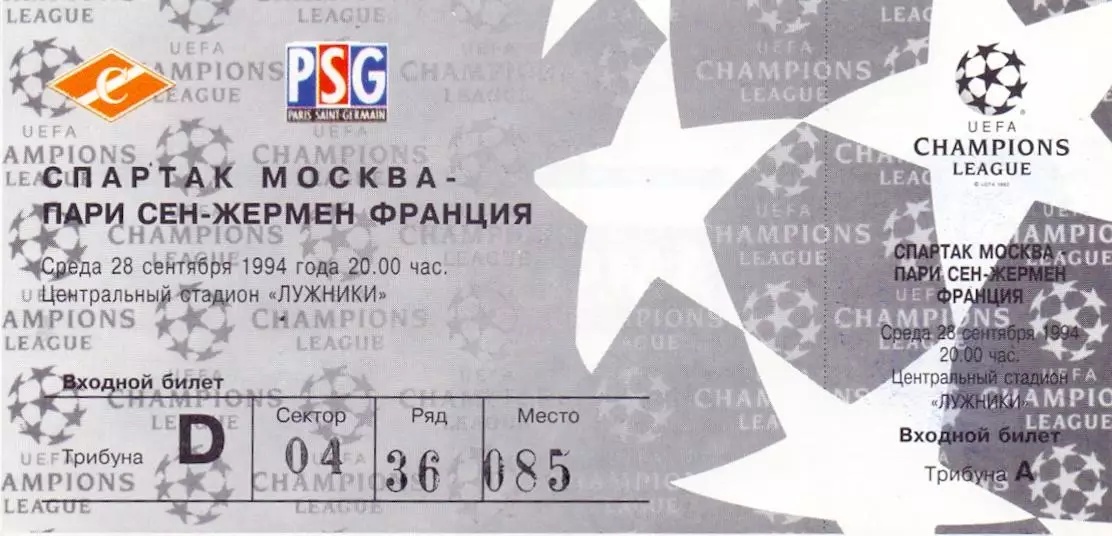 PSG
PARIS SAINT-GERMAIN
СПАРТАК МОСКВА-
ПАРИ СЕН-ЖЕРМЕН ФРАНЦИЯ
Среда 28 сентября 1994 года 20.00 час.
Центральный стадион «ЛУЖНИКИ»
Входной билет
Трибуна D
Сектор 04
Ряд 36
Место 085
UEFA
CHAMPIONS
LEAGUE
© UEFA 1992
СПАРТАК МОСКВА
ПАРИ СЕН-ЖЕРМЕН
ФРАНЦИЯ
Среда 28 сентября 1994
20.00 час.
Центральный стадион
«ЛУЖНИКИ»
Входной билет
Трибуна А